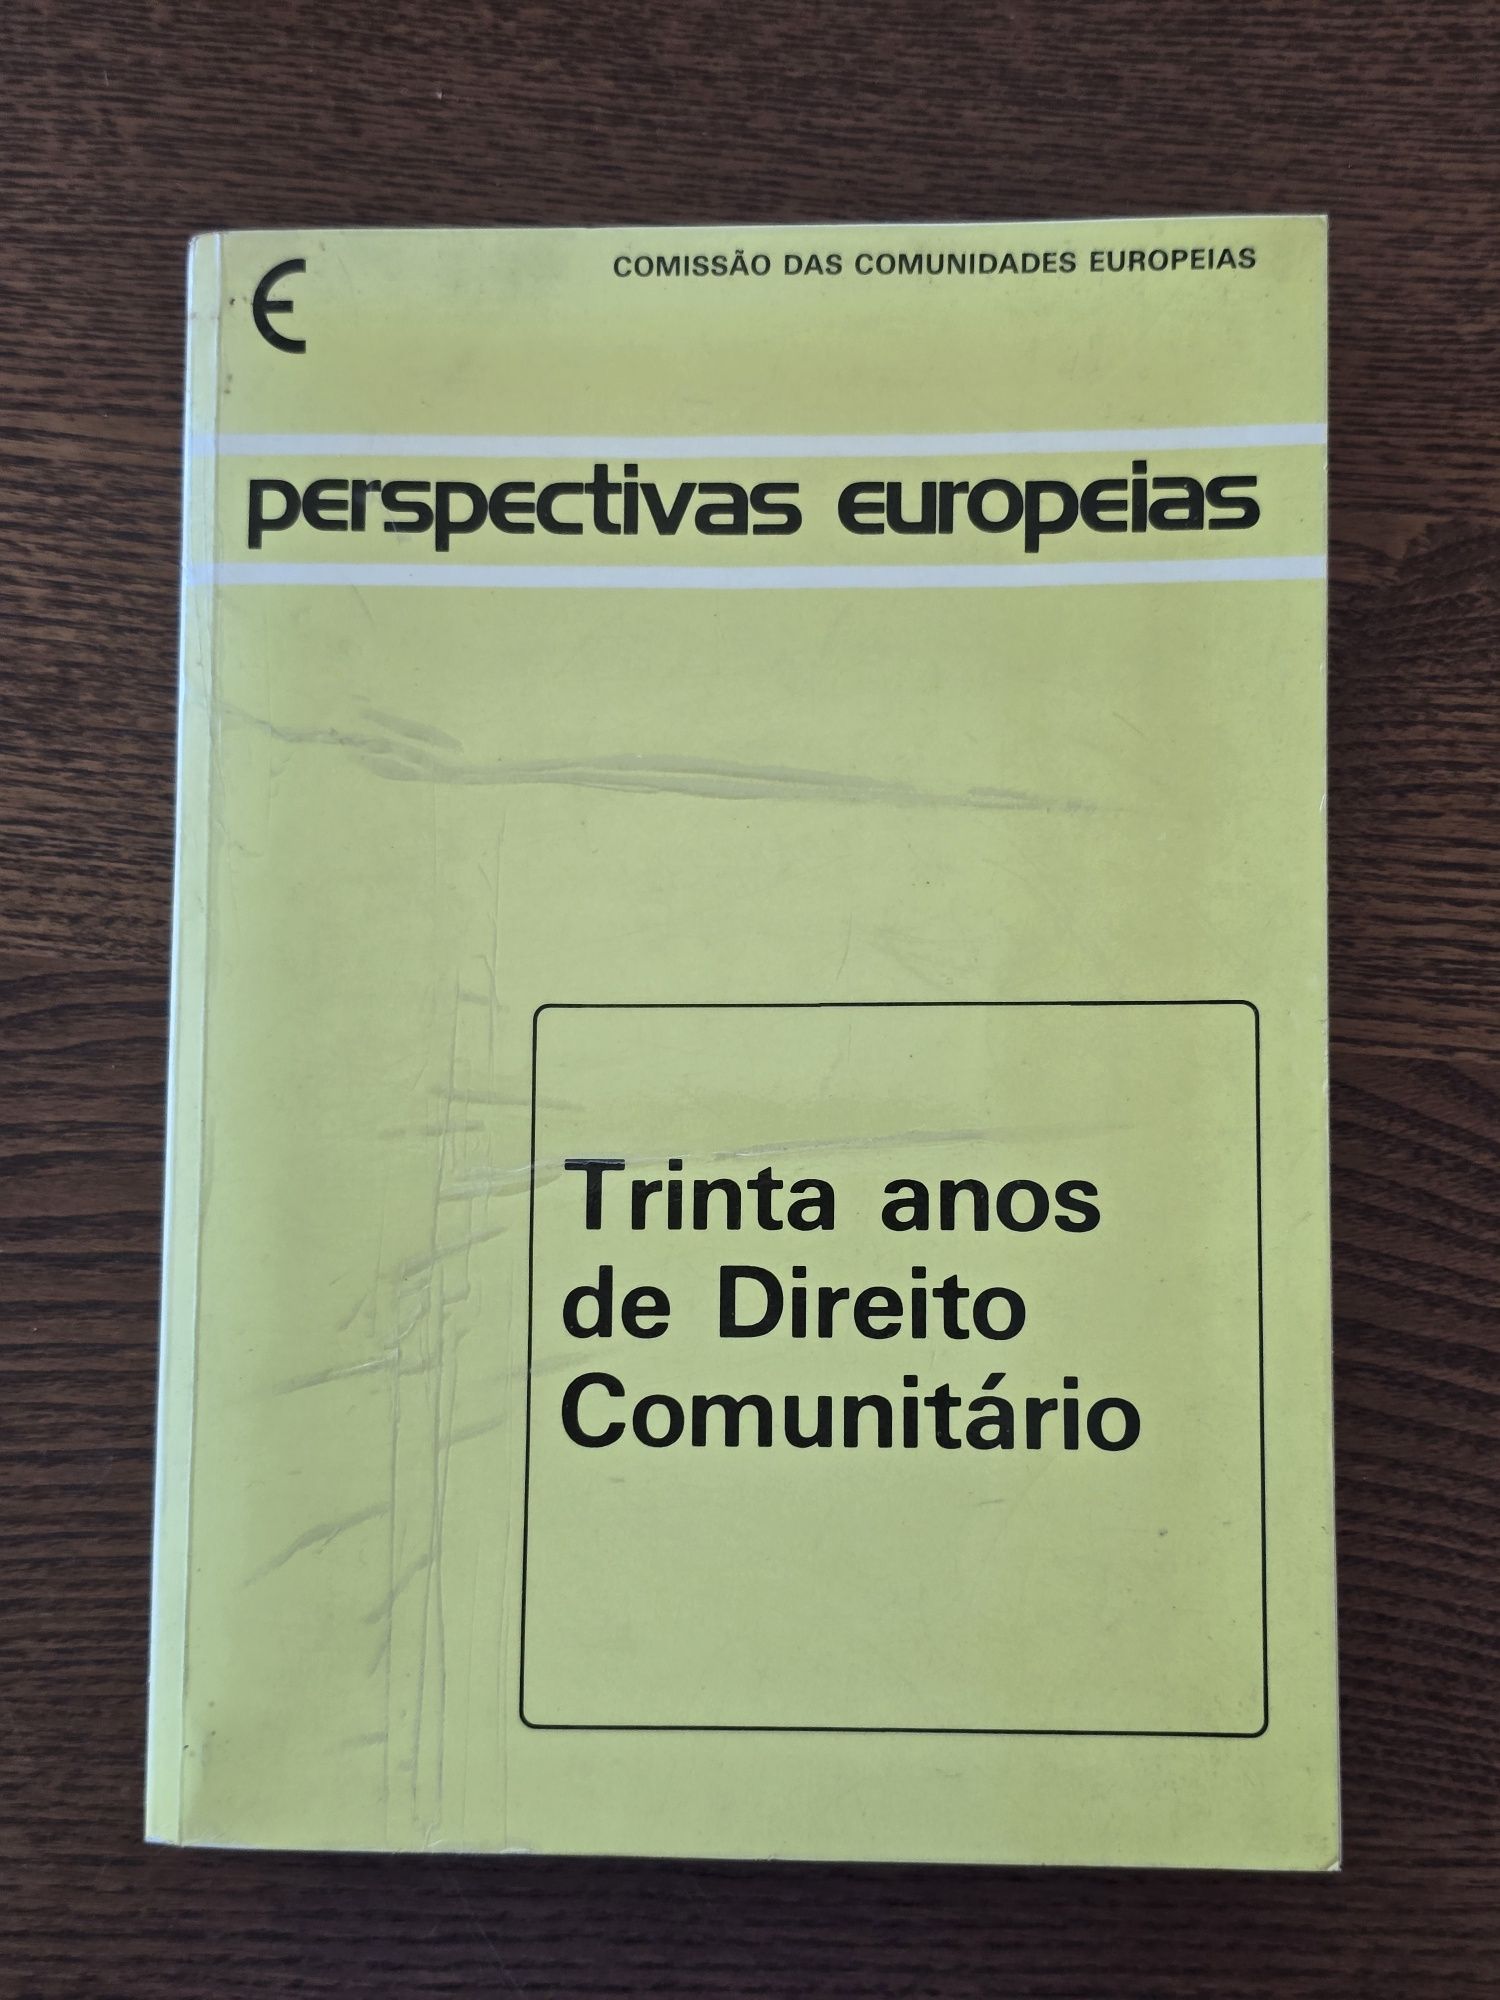 COMISSÃO DAS COMUNIDADES EUROPEIAS
perspectivas europeias
Trinta anos
de Direito
Comunitário